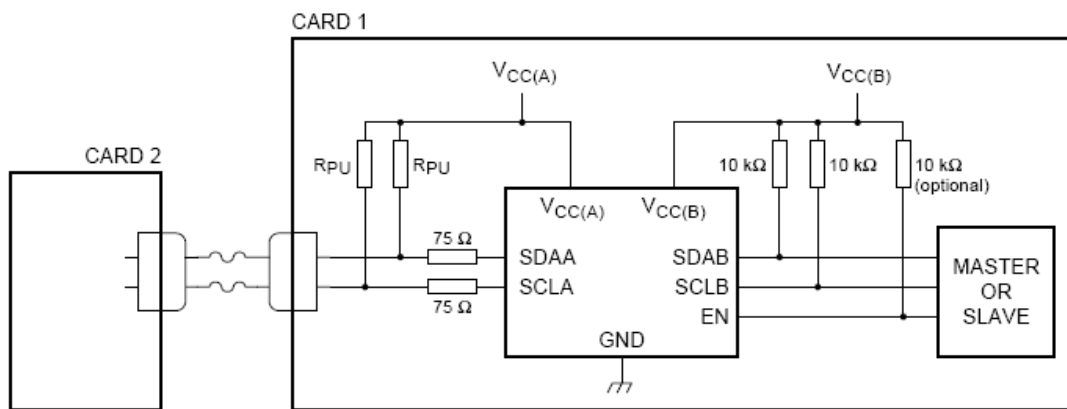 CARD 1
VCC(A)
VCC(B)
CARD 2
RPU
RPU
10 kΩ
10 kΩ
10 kΩ
(optional)
VCC(A)
VCC(B)
75 Ω
SDAA
SCLA
75 Ω
SDAB
SCLB
EN
GND
MASTER
OR
SLAVE